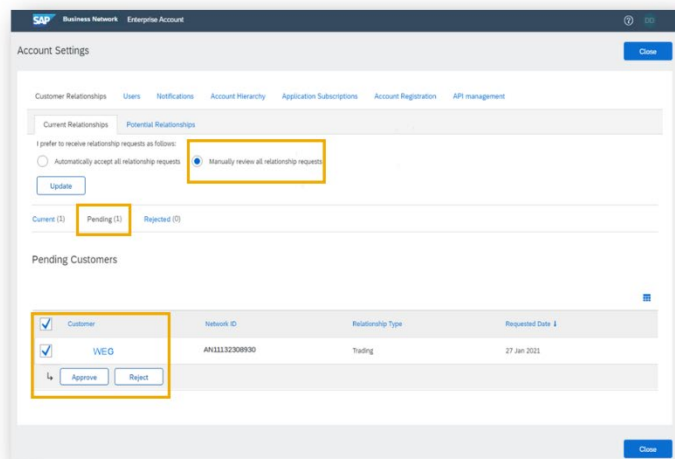 SAP Business Network Enterprise Account
Account Settings
Close
Customer Relationships Users Notifications Account Hierarchy Application Subscriptions Account Registration API management
Current Relationships Potential Relationships
I prefer to receive relationship requests as follows:
Automatically accept all relationship requests Manually review all relationship requests
Update
Current (1) Pending (1) Rejected (0)
Pending Customers
Customer Network ID Relationship Type Requested Date ↓
WEG AN11132308930 Trading 27 Jan 2021
Approve Reject
Close